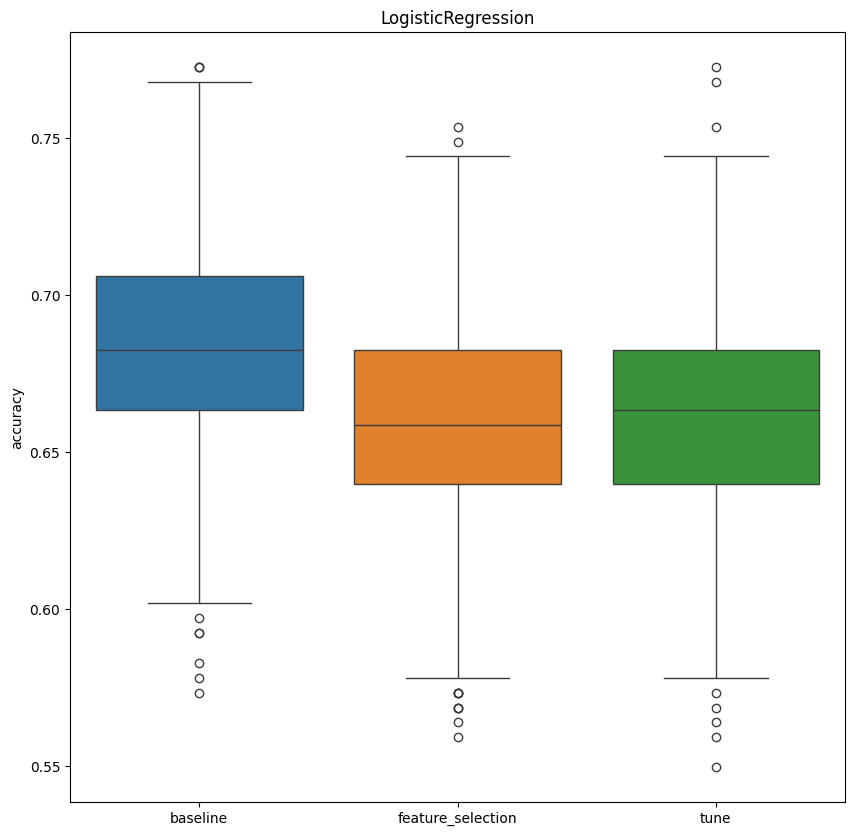 LogisticRegression
accuracy
0.75
0.70
0.65
0.60
0.55
baseline
feature_selection
tune